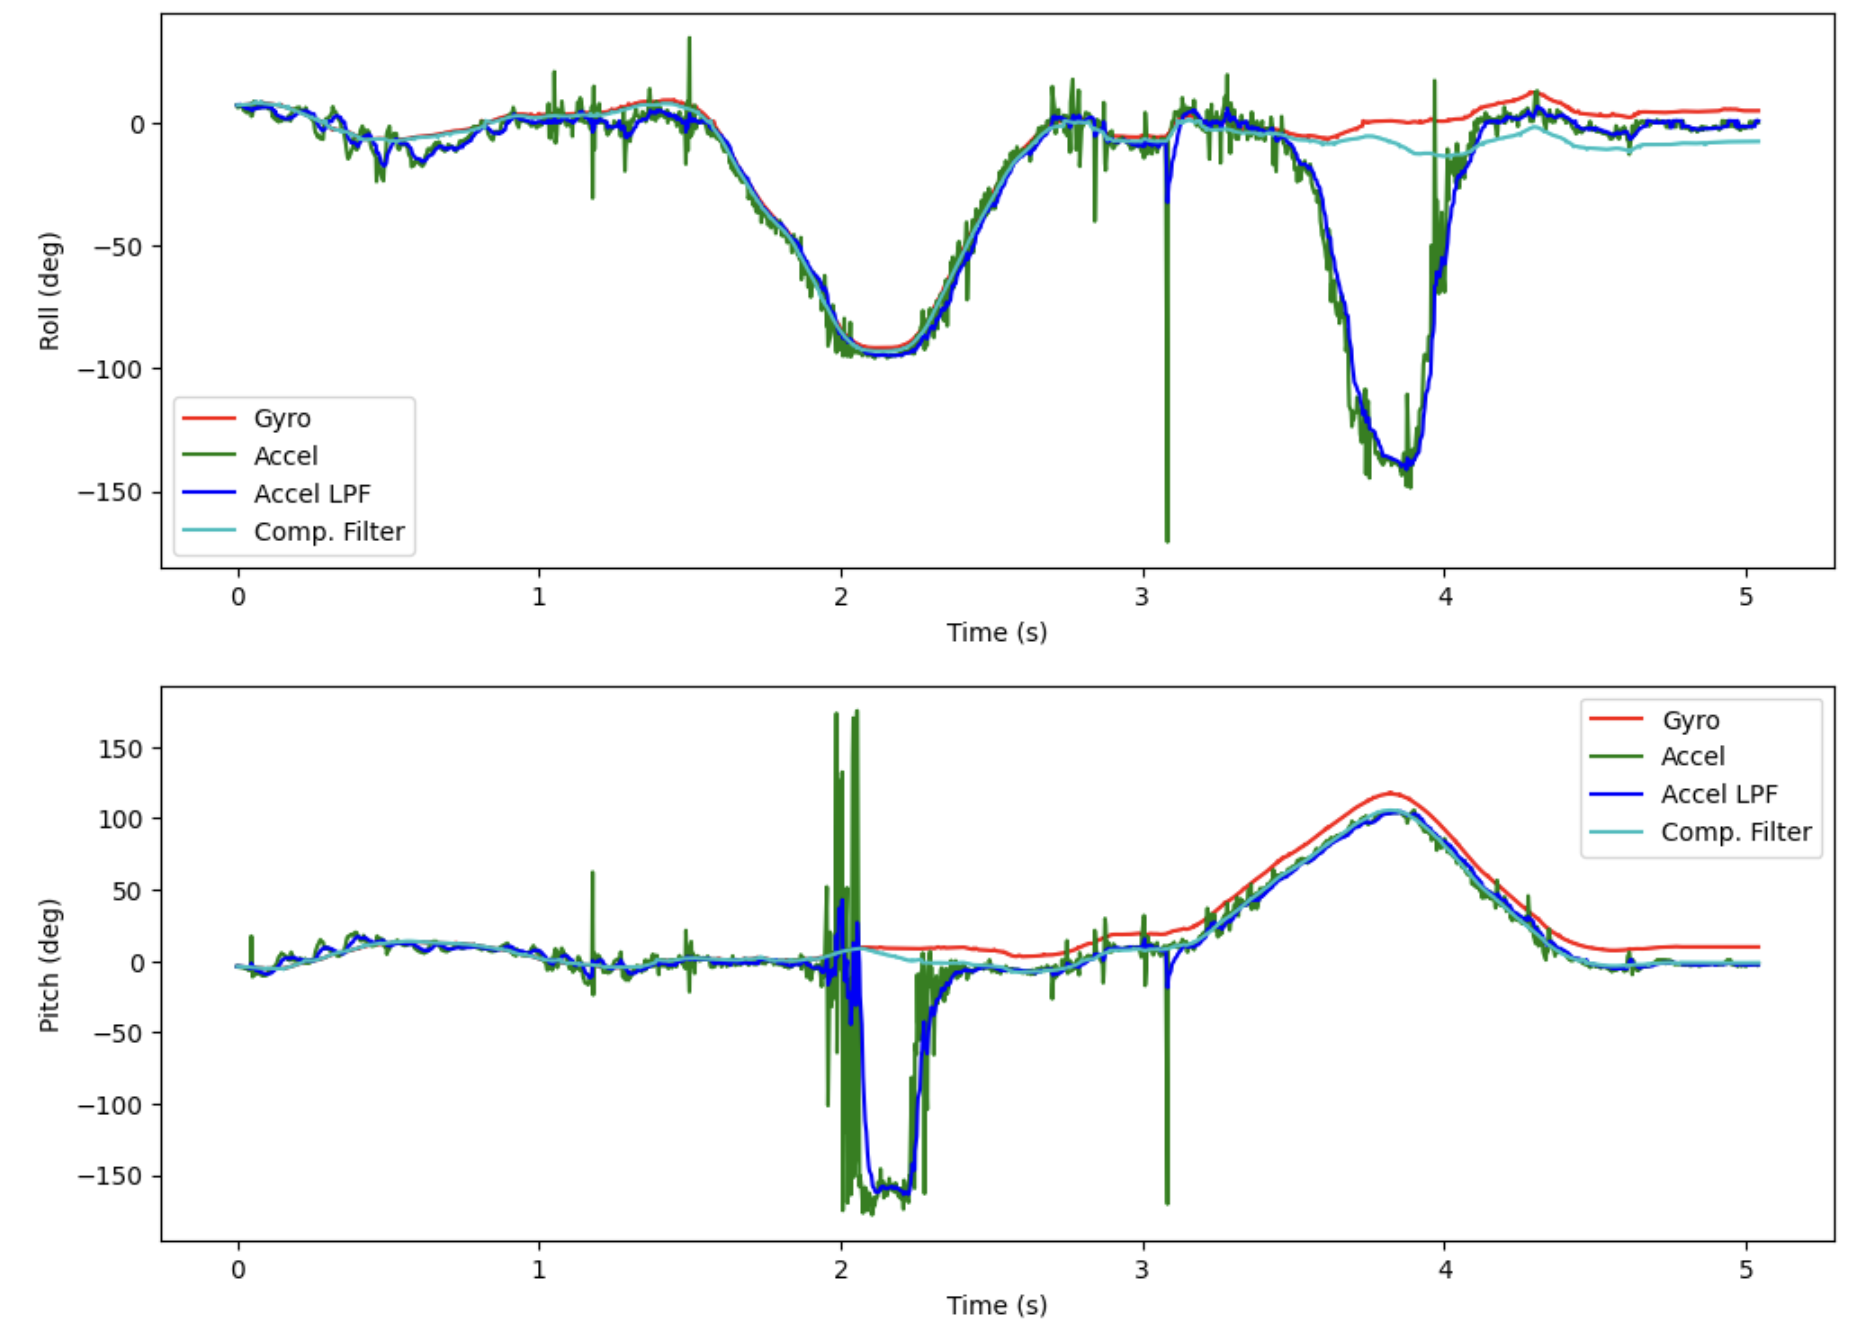 0
−50
−100
−150
Roll (deg)
Gyro
Accel
Accel LPF
Comp. Filter
0 1 2 3 4 5
Time (s)
150
100
50
0
−50
−100
−150
Pitch (deg)
Gyro
Accel
Accel LPF
Comp. Filter
0 1 2 3 4 5
Time (s)